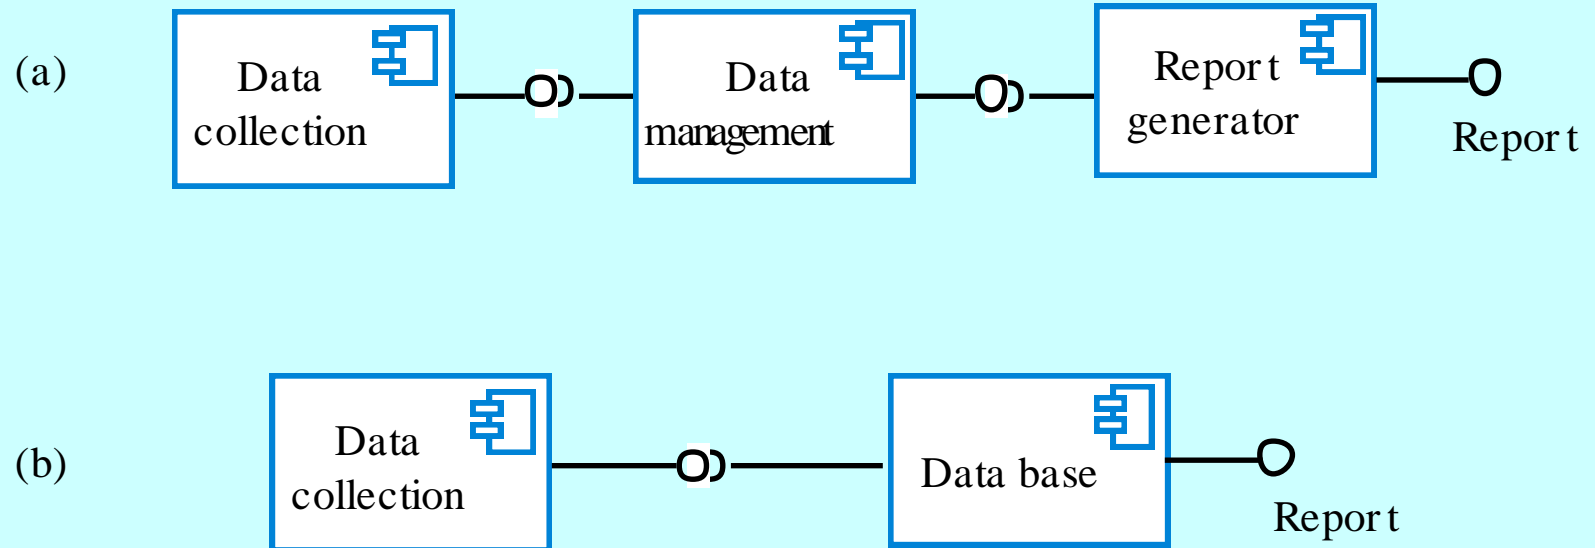 (a)
Data
collection
Data
management
Report
generator
Report
(b)
Data
collection
Data base
Report